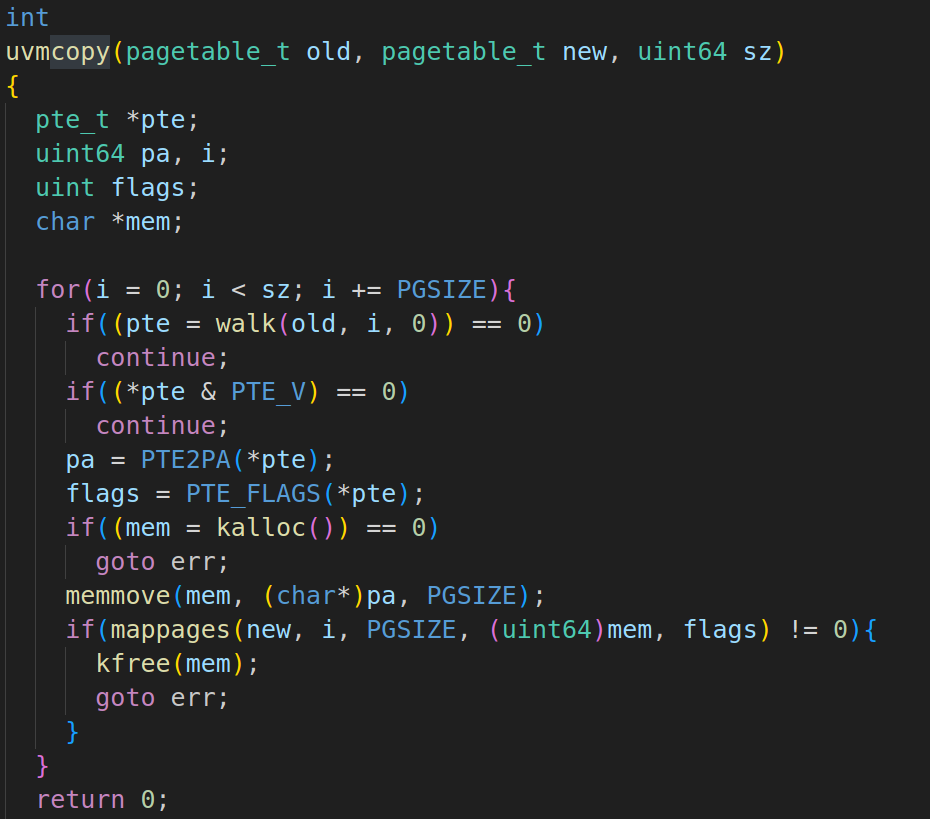 int
uvmcopy(pagetable_t old, pagetable_t new, uint64 sz)
{
  pte_t *pte;
  uint64 pa, i;
  uint flags;
  char *mem;

  for(i = 0; i < sz; i += PGSIZE){
    if((pte = walk(old, i, 0)) == 0)
      continue;
    if((*pte & PTE_V) == 0)
      continue;
    pa = PTE2PA(*pte);
    flags = PTE_FLAGS(*pte);
    if((mem = kalloc()) == 0)
      goto err;
    memmove(mem, (char*)pa, PGSIZE);
    if(mappages(new, i, PGSIZE, (uint64)mem, flags) != 0){
      kfree(mem);
      goto err;
    }
  }
  return 0;